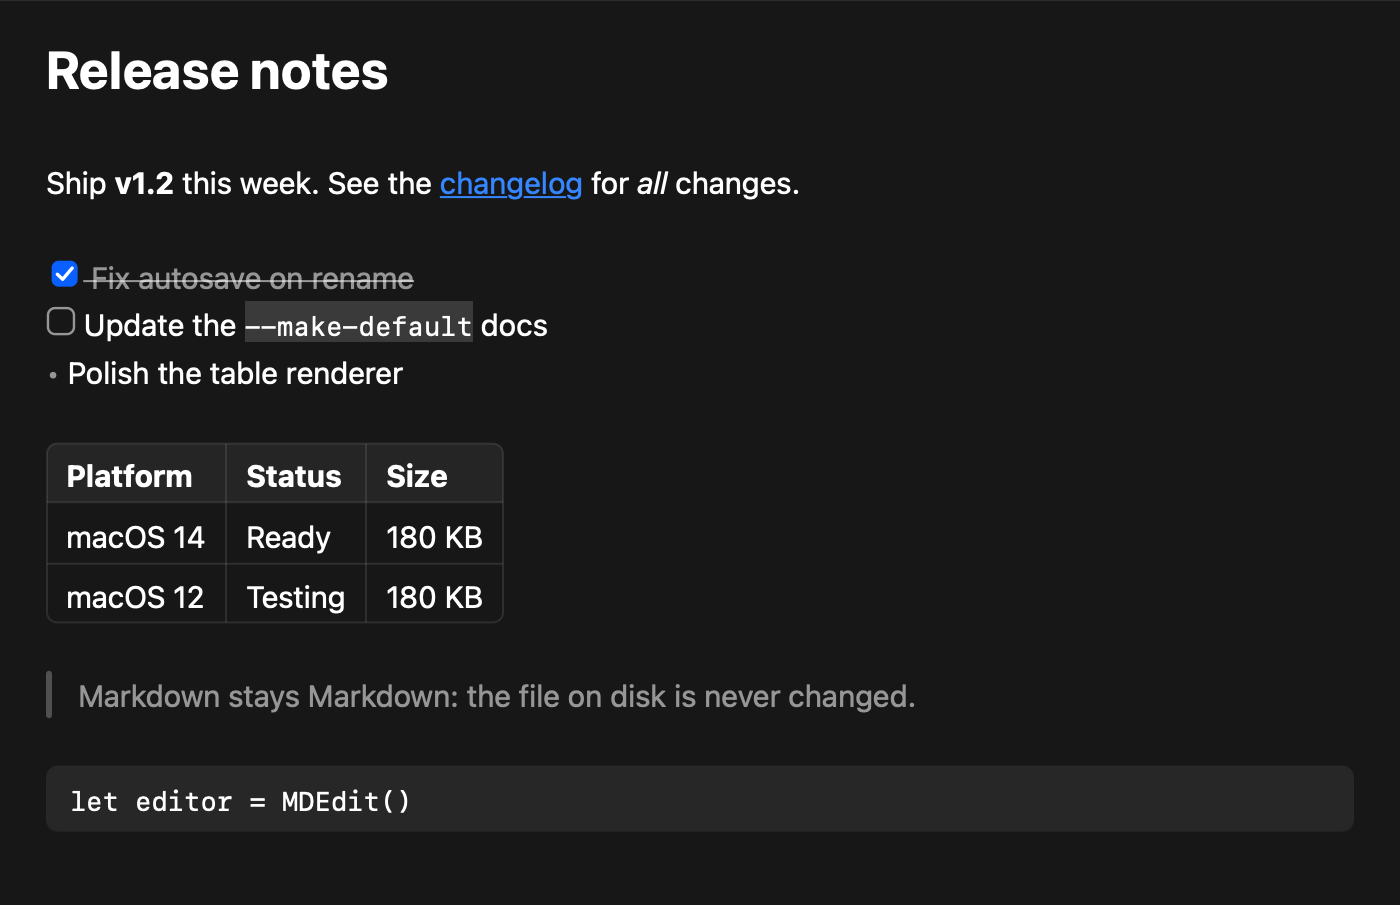 Release notes
Ship v1.2 this week. See the changelog for all changes.
Fix autosave on rename
Update the --make-default docs
• Polish the table renderer
Platform Status Size
macOS 14 Ready 180 KB
macOS 12 Testing 180 KB
Markdown stays Markdown: the file on disk is never changed.
let editor = MDEdit()